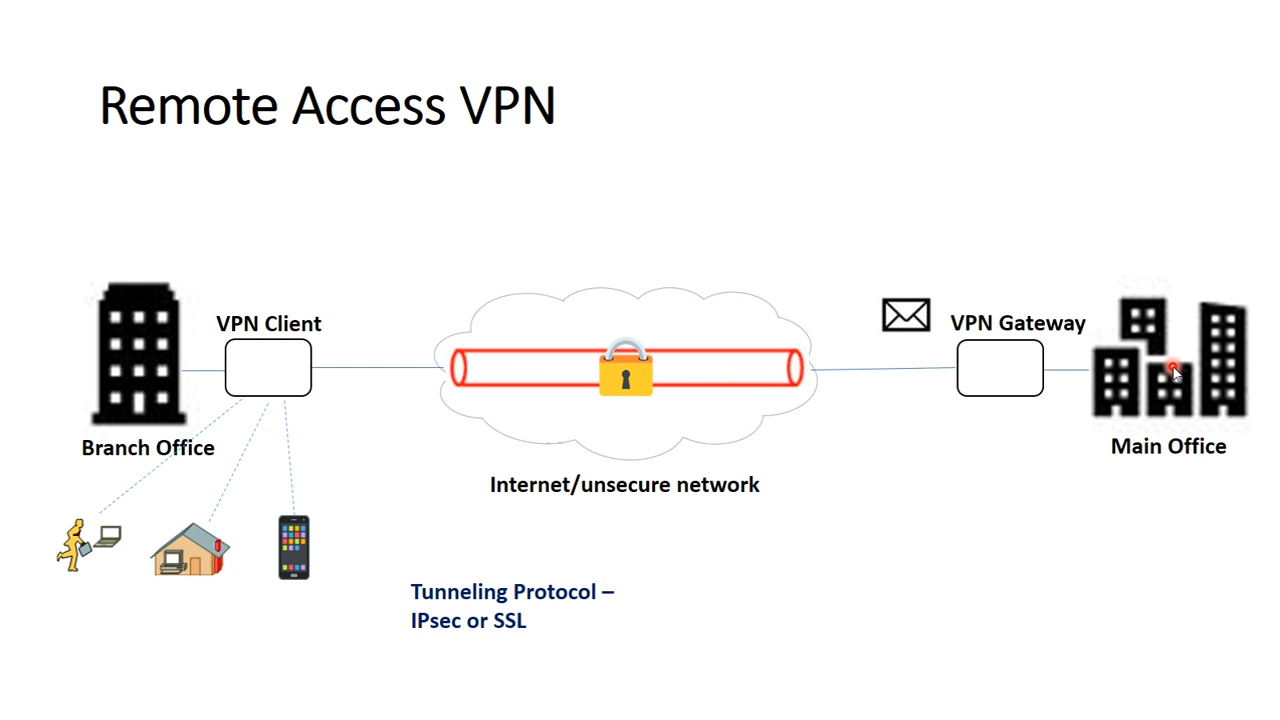 Remote Access VPN
VPN Client
VPN Gateway
Branch Office
Main Office
Internet/unsecure network
Tunneling Protocol –
IPsec or SSL